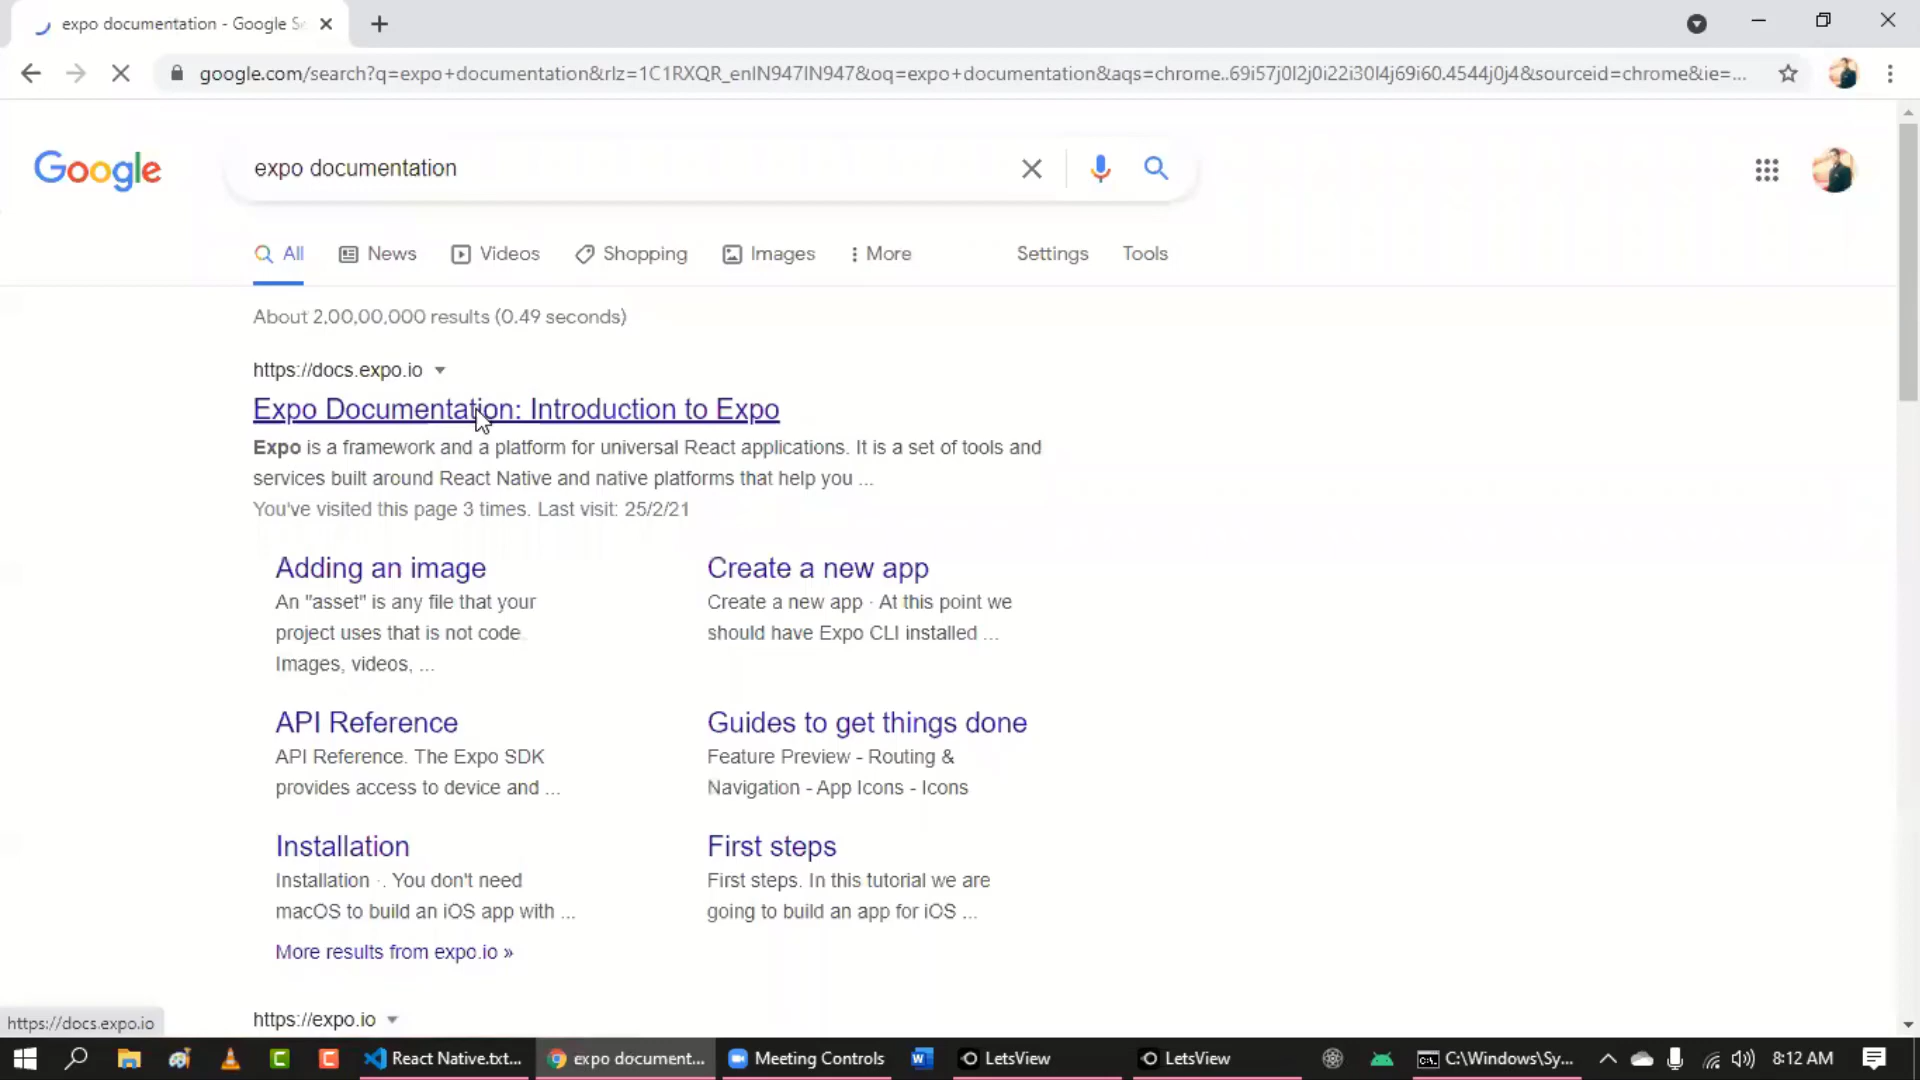 expo documentation - Google Se
google.com/search?q=expo+documentation&rlz=1C1RXQR_enIN947IN947&oq=expo+documentation&aqs=chrome..69i57j0l2j0i22i30l4j69i60.4544j0j4&sourceid=chrome&ie=...
Google
expo documentation
All News Videos Shopping Images More Settings Tools
About 2,00,00,000 results (0.49 seconds)
https://docs.expo.io
Expo Documentation: Introduction to Expo
Expo is a framework and a platform for universal React applications. It is a set of tools and
services built around React Native and native platforms that help you ...
You've visited this page 3 times. Last visit: 25/2/21
Adding an image
An "asset" is any file that your
project uses that is not code.
Images, videos, ...
Create a new app
Create a new app · At this point we
should have Expo CLI installed ...
API Reference
API Reference. The Expo SDK
provides access to device and ...
Guides to get things done
Feature Preview - Routing &
Navigation - App Icons - Icons
Installation
Installation ·. You don't need
macOS to build an iOS app with ...
First steps
First steps. In this tutorial we are
going to build an app for iOS ...
More results from expo.io »
https://expo.io
https://docs.expo.io
React Native.txt... expo document... Meeting Controls LetsView LetsView C:\Windows\Sy... 8:12 AM